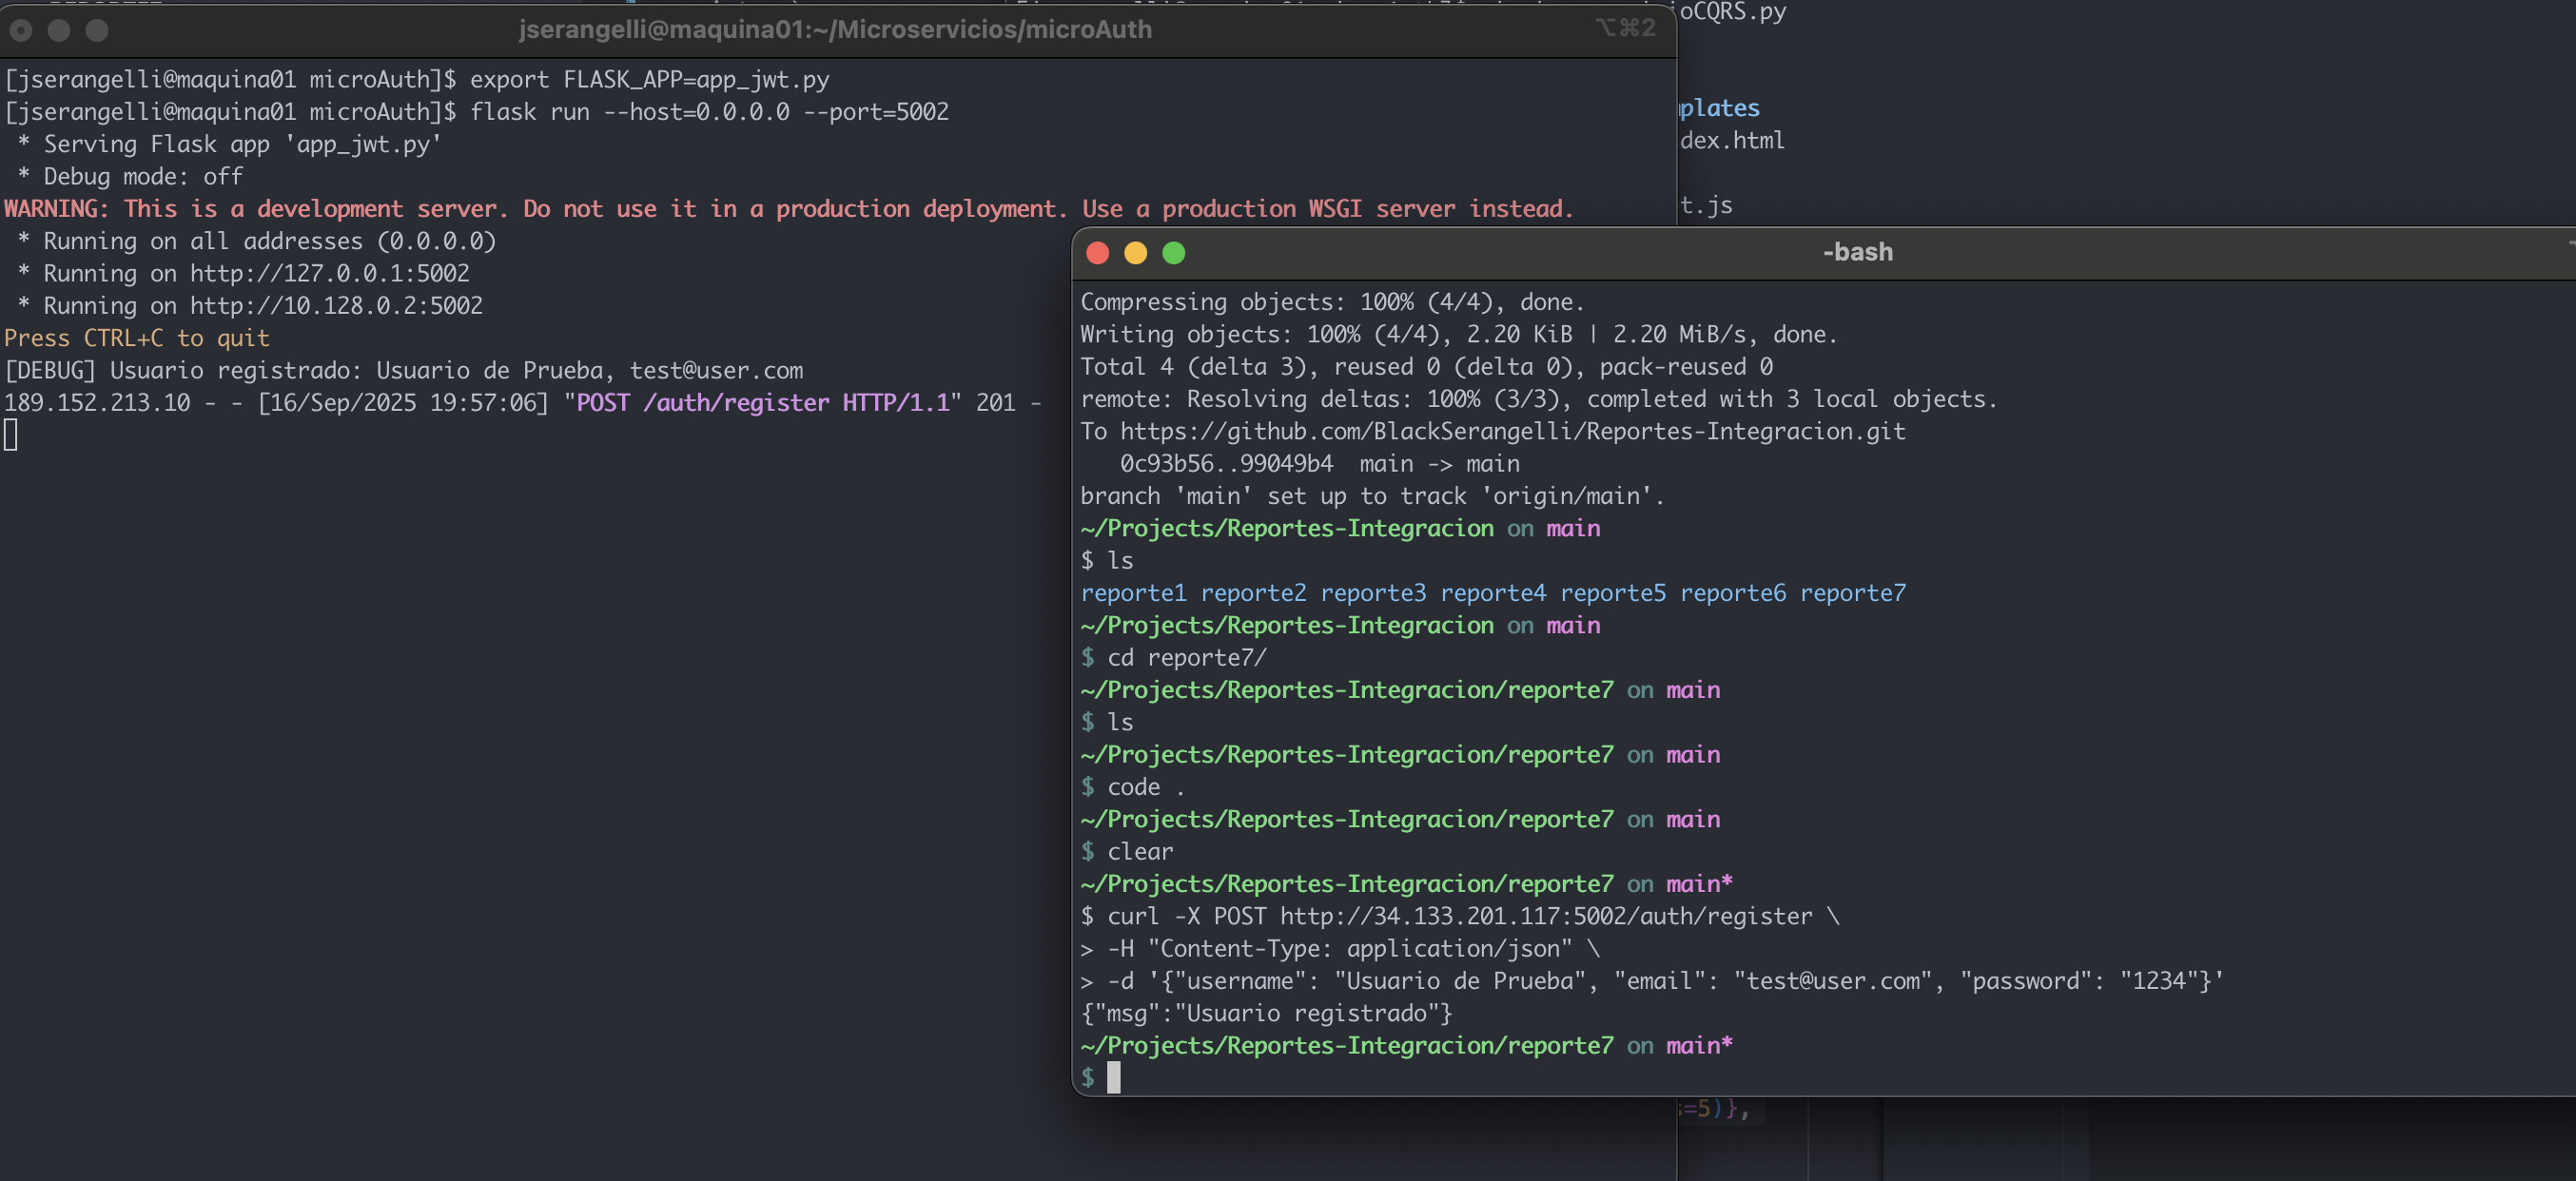 jserangelli@maquina01:~/Microservicios/microAuth
⌥⌘2
[jserangelli@maquina01 microAuth]$ export FLASK_APP=app_jwt.py
[jserangelli@maquina01 microAuth]$ flask run --host=0.0.0.0 --port=5002
 * Serving Flask app 'app_jwt.py'
 * Debug mode: off
WARNING: This is a development server. Do not use it in a production deployment. Use a production WSGI server instead.
 * Running on all addresses (0.0.0.0)
 * Running on http://127.0.0.1:5002
 * Running on http://10.128.0.2:5002
Press CTRL+C to quit
[DEBUG] Usuario registrado: Usuario de Prueba, test@user.com
189.152.213.10 - - [16/Sep/2025 19:57:06] "POST /auth/register HTTP/1.1" 201 -
oCQRS.py
plates
dex.html
t.js
-bash
Compressing objects: 100% (4/4), done.
Writing objects: 100% (4/4), 2.20 KiB | 2.20 MiB/s, done.
Total 4 (delta 3), reused 0 (delta 0), pack-reused 0
remote: Resolving deltas: 100% (3/3), completed with 3 local objects.
To https://github.com/BlackSerangelli/Reportes-Integracion.git
   0c93b56..99049b4  main -> main
branch 'main' set up to track 'origin/main'.
~/Projects/Reportes-Integracion on main
$ ls
reporte1 reporte2 reporte3 reporte4 reporte5 reporte6 reporte7
~/Projects/Reportes-Integracion on main
$ cd reporte7/
~/Projects/Reportes-Integracion/reporte7 on main
$ ls
~/Projects/Reportes-Integracion/reporte7 on main
$ code .
~/Projects/Reportes-Integracion/reporte7 on main
$ clear
~/Projects/Reportes-Integracion/reporte7 on main*
$ curl -X POST http://34.133.201.117:5002/auth/register \
> -H "Content-Type: application/json" \
> -d '{"username": "Usuario de Prueba", "email": "test@user.com", "password": "1234"}'
{"msg":"Usuario registrado"}
~/Projects/Reportes-Integracion/reporte7 on main*
$
=5)},